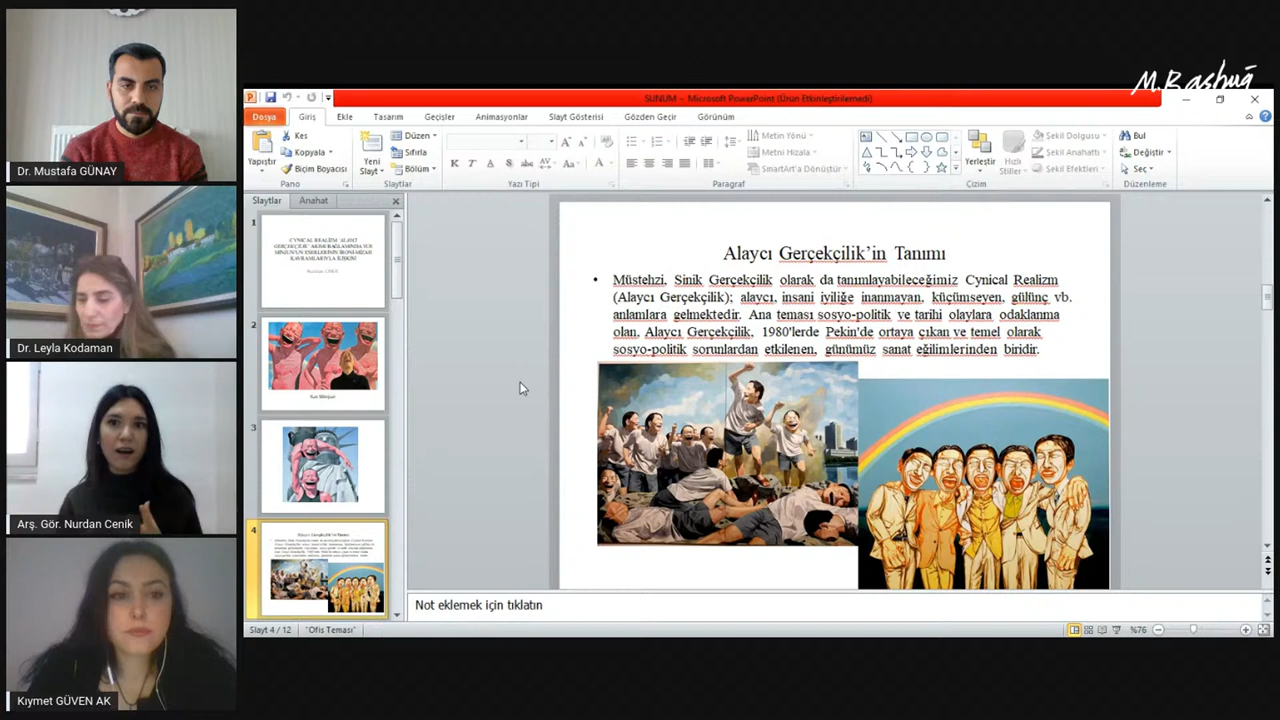 M.Bashuğ
SUNUM - Microsoft PowerPoint (Ürün Etkinleştirilemedi)
Dosya Giriş Ekle Tasarım Geçişler Animasyonlar Slayt Gösterisi Gözden Geçir Görünüm
Yapıştır
Kes
Kopyala
Biçim Boyacısı
Pano
Yeni
Slayt
Düzen
Sıfırla
Bölüm
Slaytlar
Yazı Tipi
Metin Yönü
Metni Hizala
SmartArt'a Dönüştür
Paragraf
Yerleştir
Hızlı
Stiller
Şekil Dolgusu
Şekil Anahattı
Şekil Efektleri
Çizim
Bul
Değiştir
Seç
Düzenleme
Slaytlar Anahat
1
2
3
4
Alaycı Gerçekçilik'in Tanımı
• Müstehzi, Sinik Gerçekçilik olarak da tanımlayabileceğimiz Cynical Realizm
(Alaycı Gerçekçilik); alaycı, insani iyiliğe inanmayan, küçümseyen, gülünç vb.
anlamlara gelmektedir. Ana teması sosyo-politik ve tarihi olaylara odaklanma
olan, Alaycı Gerçekçilik, 1980'lerde Pekin'de ortaya çıkan ve temel olarak
sosyo-politik sorunlardan etkilenen, günümüz sanat eğilimlerinden biridir.
Not eklemek için tıklatın
Slayt 4 / 12 "Ofis Teması" %76
Dr. Mustafa GÜNAY
Dr. Leyla Kodaman
Arş. Gör. Nurdan Cenik
Kıymet GÜVEN AK